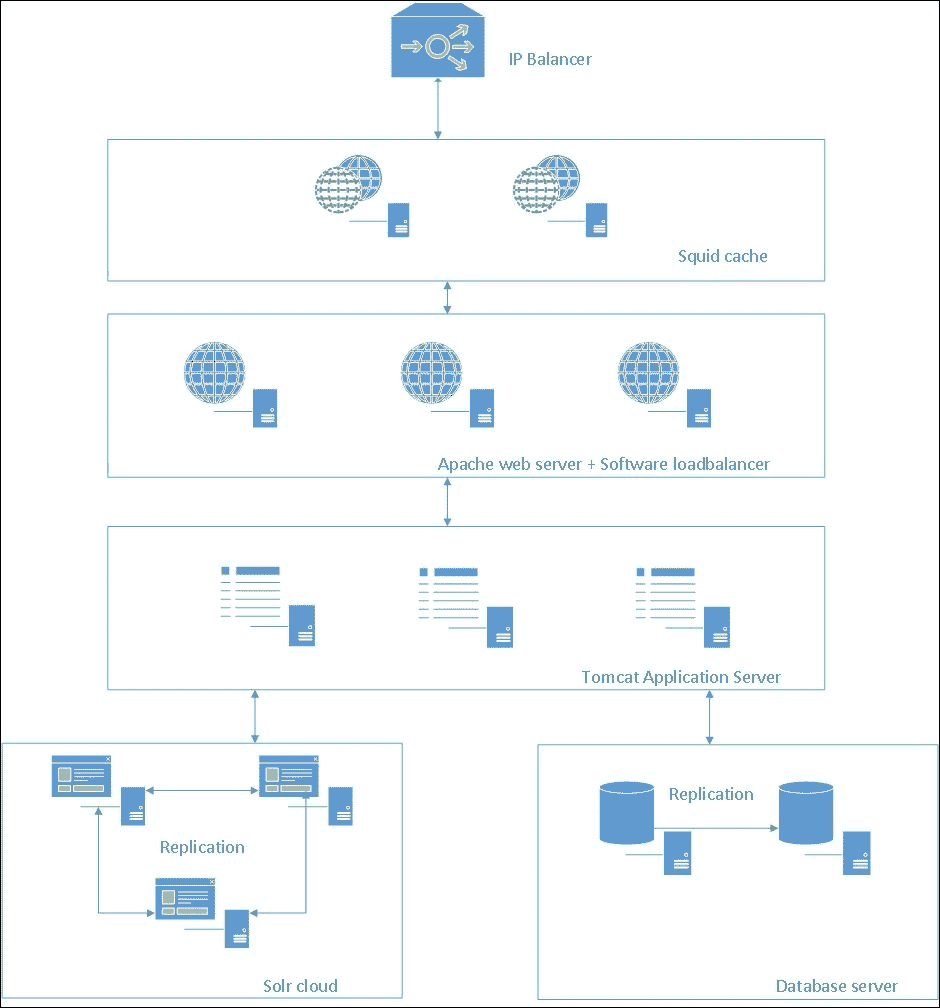 IP Balancer
Squid cache
Apache web server + Software loadbalancer
Tomcat Application Server
Replication
Solr cloud
Replication
Database server